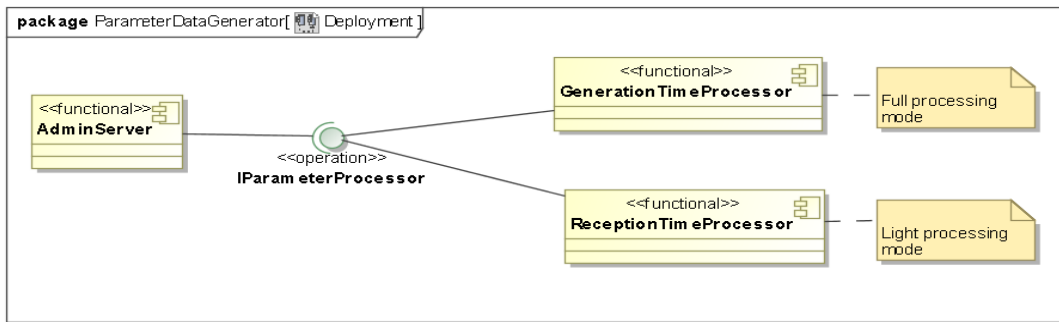 package ParameterDataGenerator[ Deployment ]
<<functional>>
AdminServer
<<operation>>
IParameterProcessor
<<functional>>
GenerationTimeProcessor
Full processing
mode
<<functional>>
ReceptionTimeProcessor
Light processing
mode